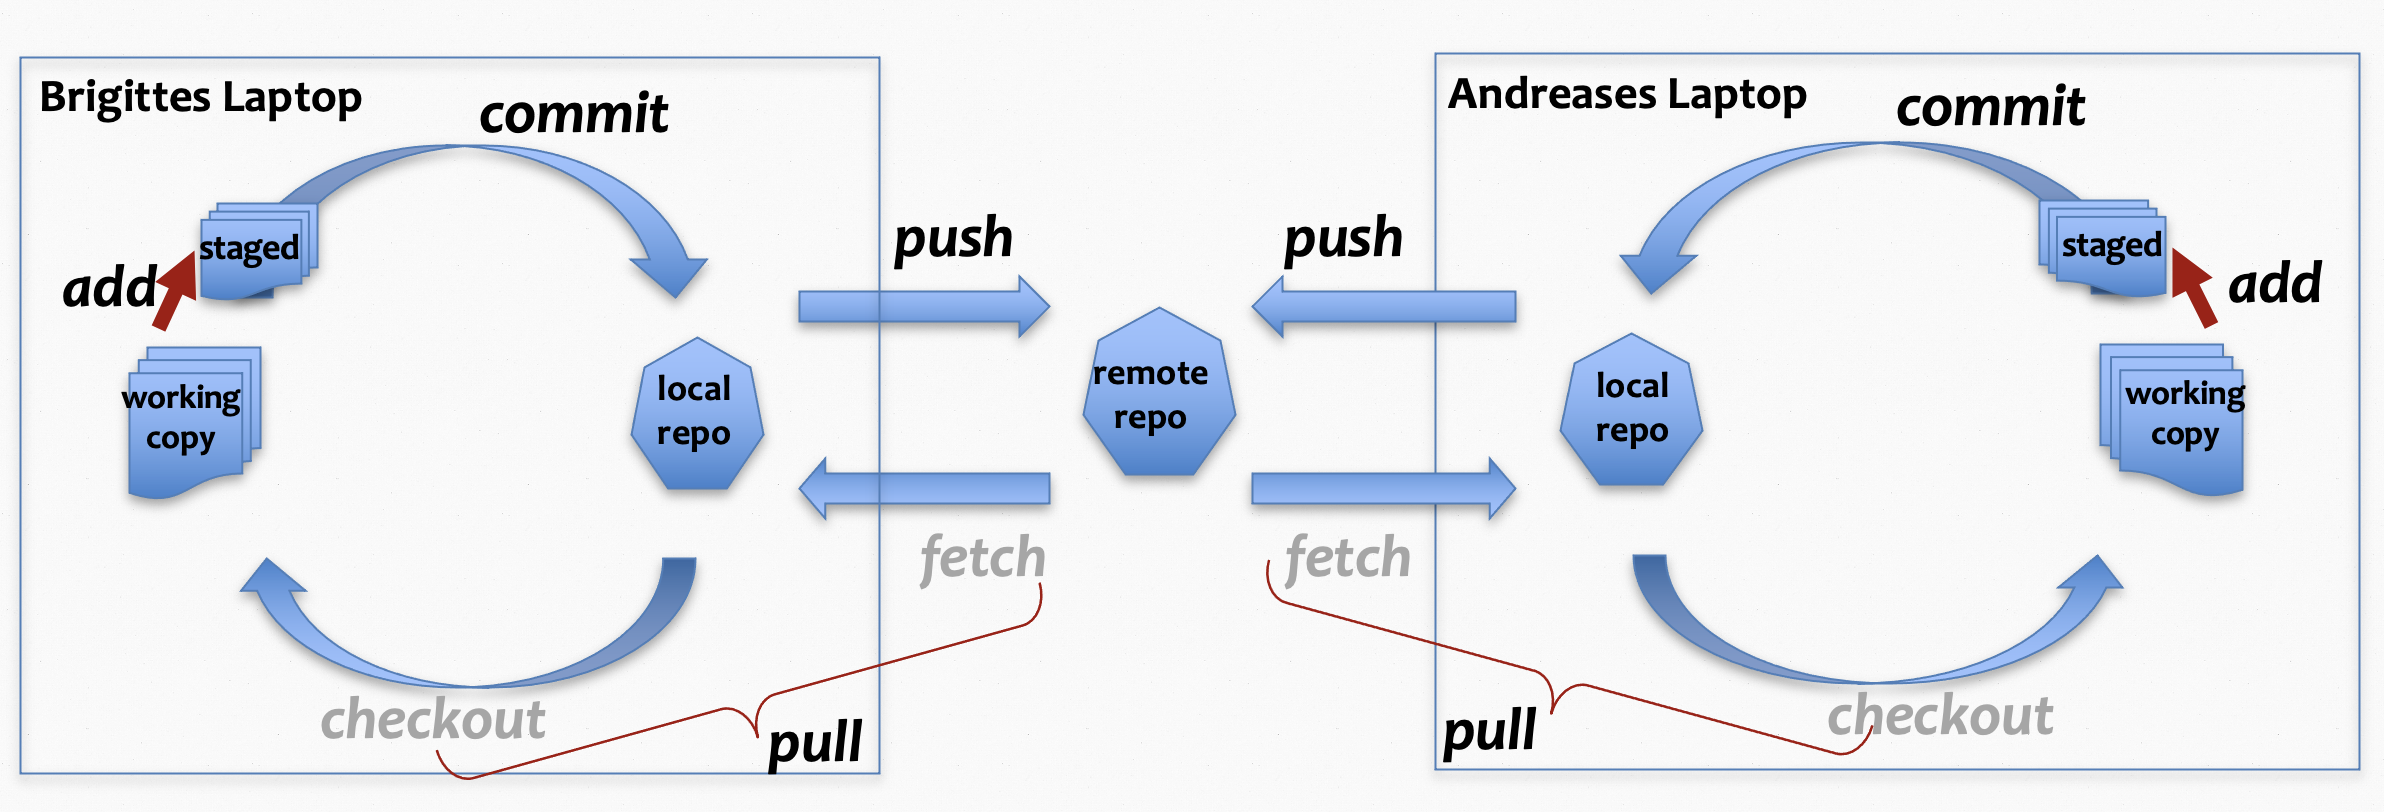 Brigittes Laptop
commit
staged
add
working
copy
local
repo
checkout
pull
push
fetch
remote
repo
push
fetch
Andreases Laptop
commit
staged
add
local
repo
working
copy
pull
checkout